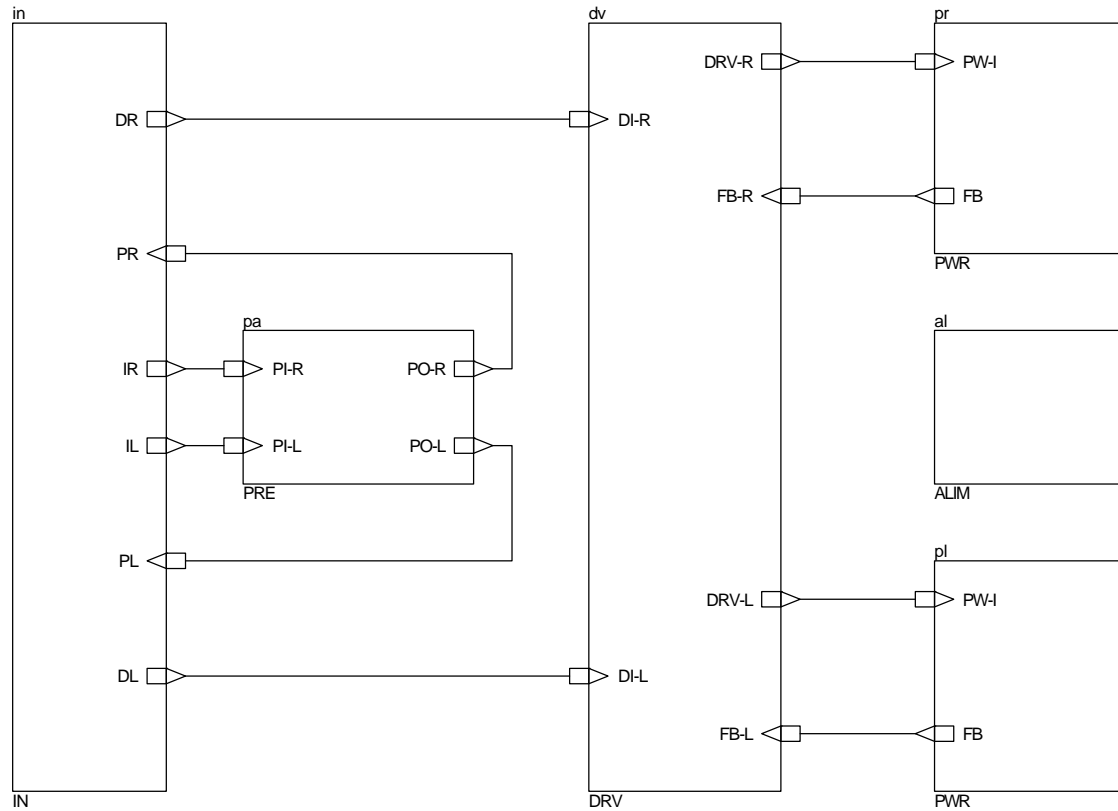 in
DR
PR
IR
IL
PL
DL
IN
pa
PI-R
PO-R
PI-L
PO-L
PRE
dv
DRV-R
DI-R
FB-R
DRV-L
DI-L
FB-L
DRV
pr
PW-I
FB
PWR
al
ALIM
pl
PW-I
FB
PWR